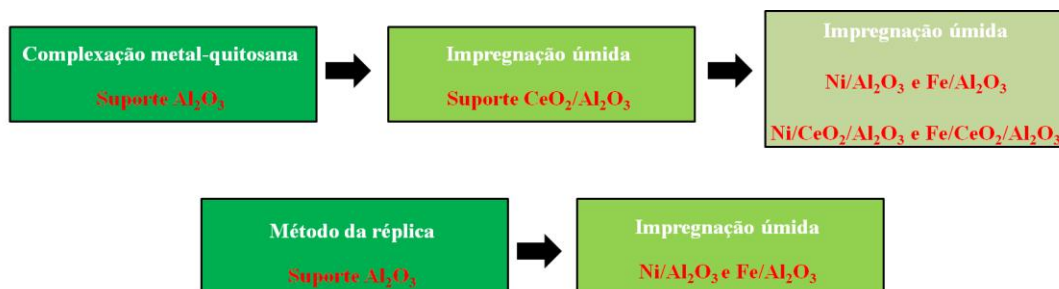 Complexação metal-quitosana
Suporte Al₂O₃
Impregnação úmida
Suporte CeO₂/Al₂O₃
Impregnação úmida
Ni/Al₂O₃ e Fe/Al₂O₃
Ni/CeO₂/Al₂O₃ e Fe/CeO₂/Al₂O₃
Método da réplica
Suporte Al₂O₃
Impregnação úmida
Ni/Al₂O₃ e Fe/Al₂O₃